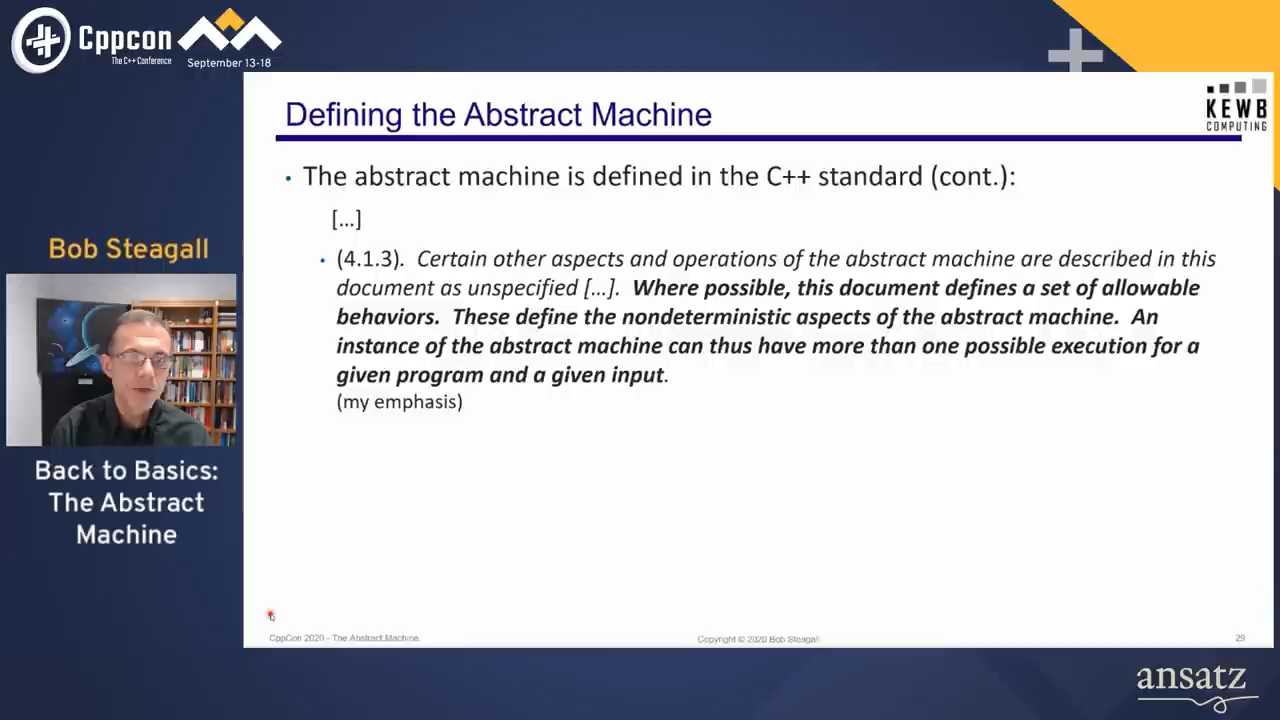 Cppcon
The C++ Conference
September 13-18
Defining the Abstract Machine
KEWB
COMPUTING
• The abstract machine is defined in the C++ standard (cont.):
[…]
• (4.1.3). Certain other aspects and operations of the abstract machine are described in this
document as unspecified […]. Where possible, this document defines a set of allowable
behaviors. These define the nondeterministic aspects of the abstract machine. An
instance of the abstract machine can thus have more than one possible execution for a
given program and a given input.
(my emphasis)
Bob Steagall
Back to Basics:
The Abstract
Machine
CppCon 2020 - The Abstract Machine
Copyright © 2020 Bob Steagall
29
ansatz